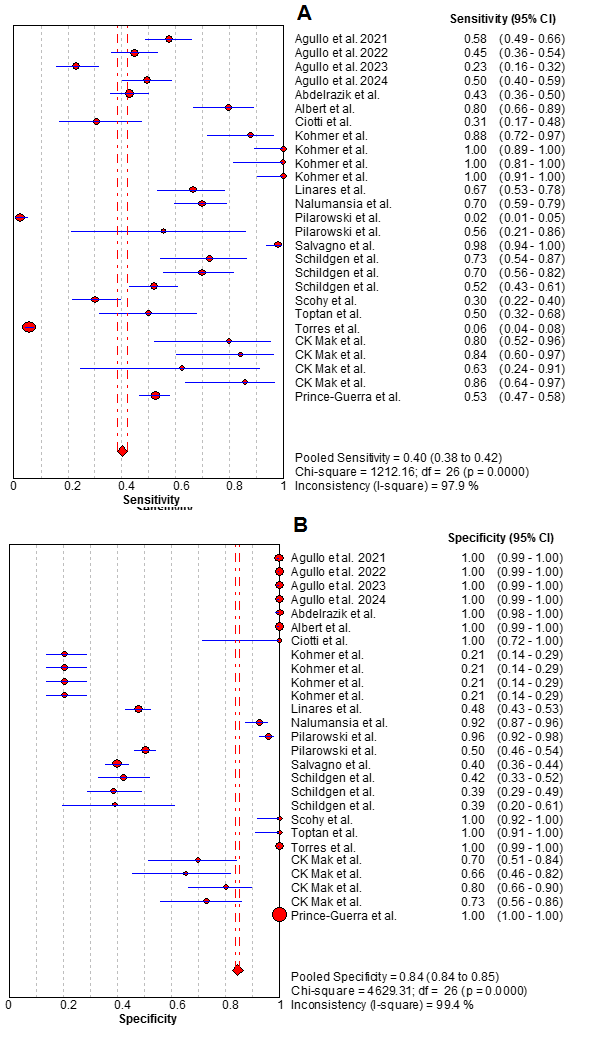 A
Sensitivity (95% CI)
Agullo et al. 2021 0.58 (0.49 - 0.66)
Agullo et al. 2022 0.45 (0.36 - 0.54)
Agullo et al. 2023 0.23 (0.16 - 0.32)
Agullo et al. 2024 0.50 (0.40 - 0.59)
Abdelrazik et al. 0.43 (0.36 - 0.50)
Albert et al. 0.80 (0.66 - 0.89)
Ciotti et al. 0.31 (0.17 - 0.48)
Kohmer et al. 0.88 (0.72 - 0.97)
Kohmer et al. 1.00 (0.89 - 1.00)
Kohmer et al. 1.00 (0.81 - 1.00)
Kohmer et al. 1.00 (0.91 - 1.00)
Linares et al. 0.67 (0.53 - 0.78)
Nalumansia et al. 0.70 (0.59 - 0.79)
Pilarowski et al. 0.02 (0.01 - 0.05)
Pilarowski et al. 0.56 (0.21 - 0.86)
Salvagno et al. 0.98 (0.94 - 1.00)
Schildgen et al. 0.73 (0.54 - 0.87)
Schildgen et al. 0.70 (0.56 - 0.82)
Schildgen et al. 0.52 (0.43 - 0.61)
Scohy et al. 0.30 (0.22 - 0.40)
Toptan et al. 0.50 (0.32 - 0.68)
Torres et al. 0.06 (0.04 - 0.08)
CK Mak et al. 0.80 (0.52 - 0.96)
CK Mak et al. 0.84 (0.60 - 0.97)
CK Mak et al. 0.63 (0.24 - 0.91)
CK Mak et al. 0.86 (0.64 - 0.97)
Prince-Guerra et al. 0.53 (0.47 - 0.58)
Pooled Sensitivity = 0.40 (0.38 to 0.42)
Chi-square = 1212.16; df = 26 (p = 0.0000)
Inconsistency (I-square) = 97.9 %
0 0.2 0.4 0.6 0.8 1
Sensitivity
Sensitivity
B
Specificity (95% CI)
Agullo et al. 2021 1.00 (0.99 - 1.00)
Agullo et al. 2022 1.00 (0.99 - 1.00)
Agullo et al. 2023 1.00 (0.99 - 1.00)
Agullo et al. 2024 1.00 (0.99 - 1.00)
Abdelrazik et al. 1.00 (0.98 - 1.00)
Albert et al. 1.00 (0.99 - 1.00)
Ciotti et al. 1.00 (0.72 - 1.00)
Kohmer et al. 0.21 (0.14 - 0.29)
Kohmer et al. 0.21 (0.14 - 0.29)
Kohmer et al. 0.21 (0.14 - 0.29)
Kohmer et al. 0.21 (0.14 - 0.29)
Linares et al. 0.48 (0.43 - 0.53)
Nalumansia et al. 0.92 (0.87 - 0.96)
Pilarowski et al. 0.96 (0.92 - 0.98)
Pilarowski et al. 0.50 (0.46 - 0.54)
Salvagno et al. 0.40 (0.36 - 0.44)
Schildgen et al. 0.42 (0.33 - 0.52)
Schildgen et al. 0.39 (0.29 - 0.49)
Schildgen et al. 0.39 (0.20 - 0.61)
Scohy et al. 1.00 (0.92 - 1.00)
Toptan et al. 1.00 (0.91 - 1.00)
Torres et al. 1.00 (0.99 - 1.00)
CK Mak et al. 0.70 (0.51 - 0.84)
CK Mak et al. 0.66 (0.46 - 0.82)
CK Mak et al. 0.80 (0.66 - 0.90)
CK Mak et al. 0.73 (0.56 - 0.86)
Prince-Guerra et al. 1.00 (1.00 - 1.00)
Pooled Specificity = 0.84 (0.84 to 0.85)
Chi-square = 4629.31; df = 26 (p = 0.0000)
Inconsistency (I-square) = 99.4 %
0 0.2 0.4 0.6 0.8 1
Specificity